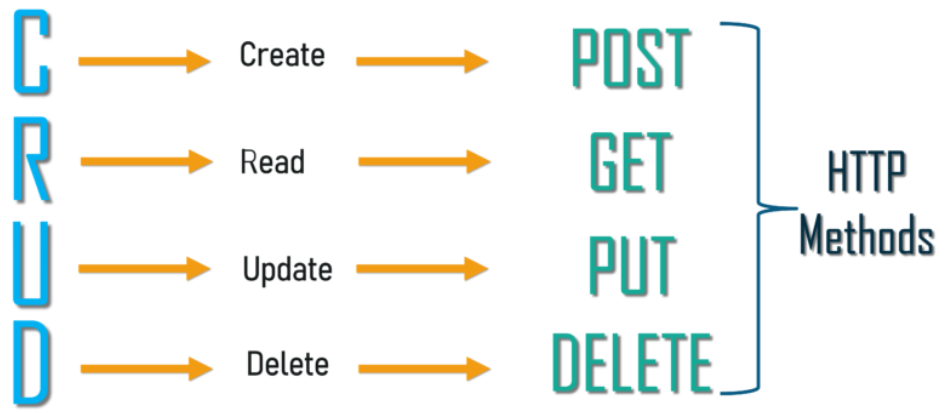 C Create POST
R Read GET
U Update PUT
D Delete DELETE
HTTP
Methods